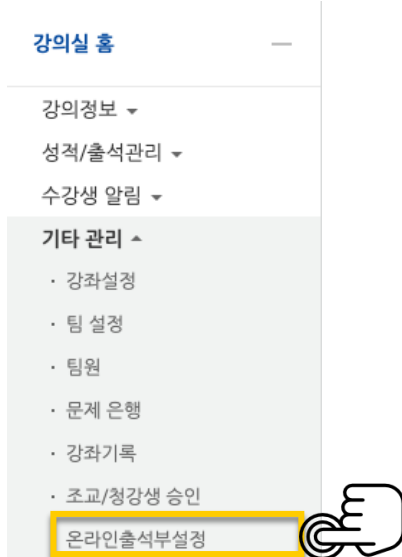 강의실 홈
강의정보
성적/출석관리
수강생 알림
기타 관리
· 강좌설정
· 팀 설정
· 팀원
· 문제 은행
· 강좌기록
· 조교/청강생 승인
온라인출석부설정